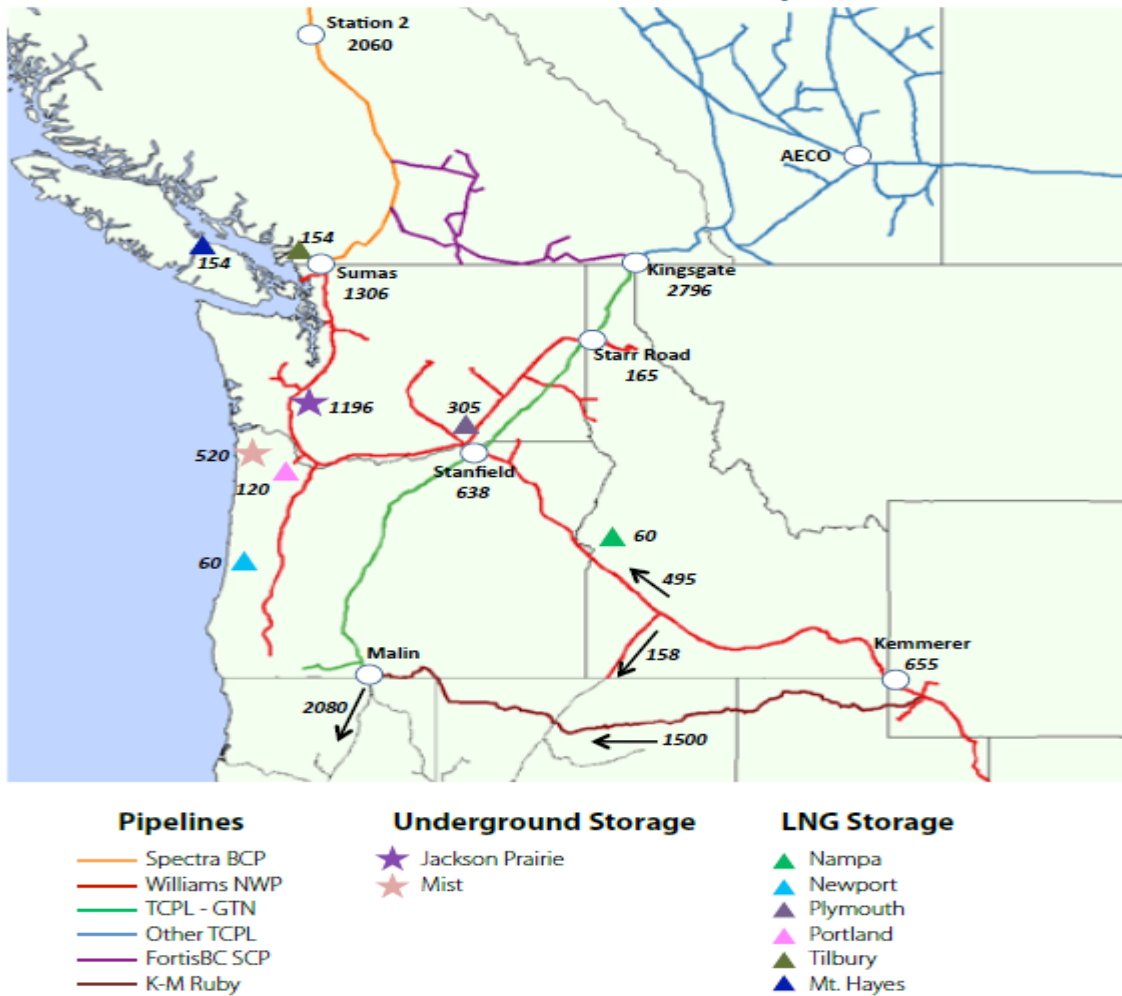 Station 2
2060
AECO
154
154
Sumas
1306
Kingsgate
2796
Starr Road
165
1196
305
520
120
Stanfield
638
60
60
495
Malin
158
Kemmerer
655
2080
1500
Pipelines
Spectra BCP
Williams NWP
TCPL - GTN
Other TCPL
FortisBC SCP
K-M Ruby
Underground Storage
Jackson Prairie
Mist
LNG Storage
Nampa
Newport
Plymouth
Portland
Tilbury
Mt. Hayes